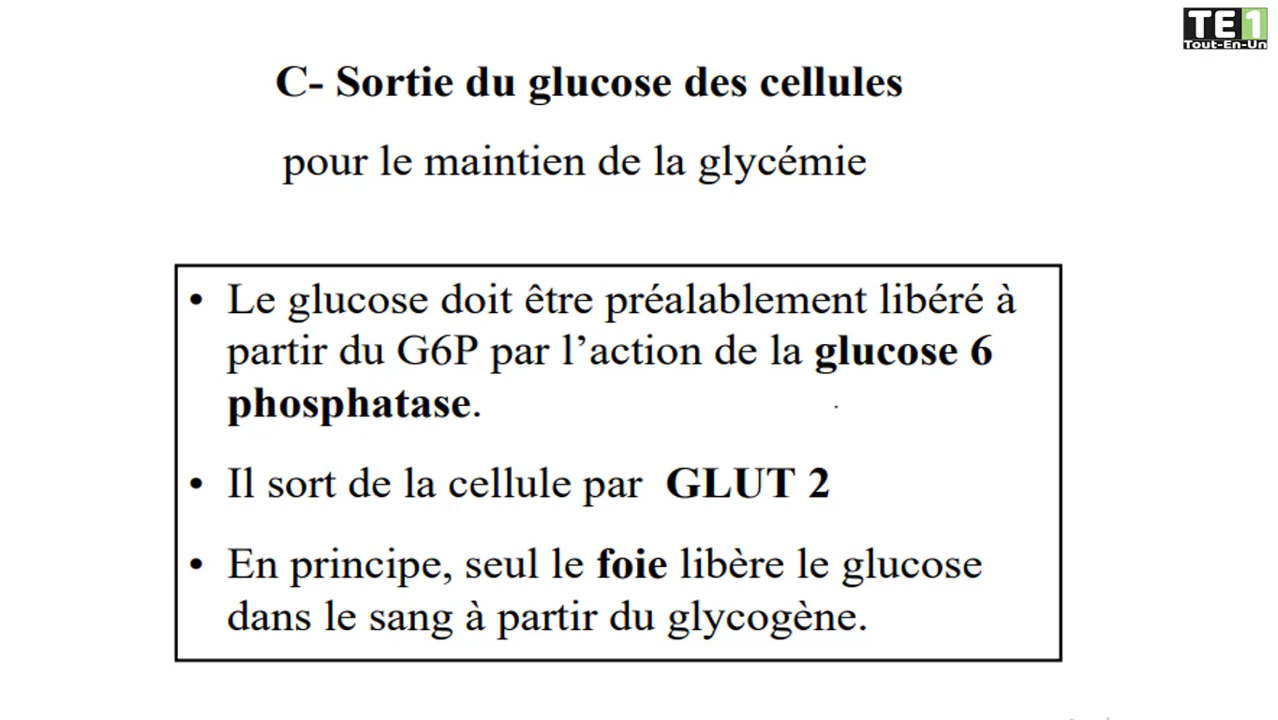 TE1
Tout-En-Un
C- Sortie du glucose des cellules
pour le maintien de la glycémie
• Le glucose doit être préalablement libéré à
partir du G6P par l’action de la glucose 6
phosphatase.
• Il sort de la cellule par GLUT 2
• En principe, seul le foie libère le glucose
dans le sang à partir du glycogène.